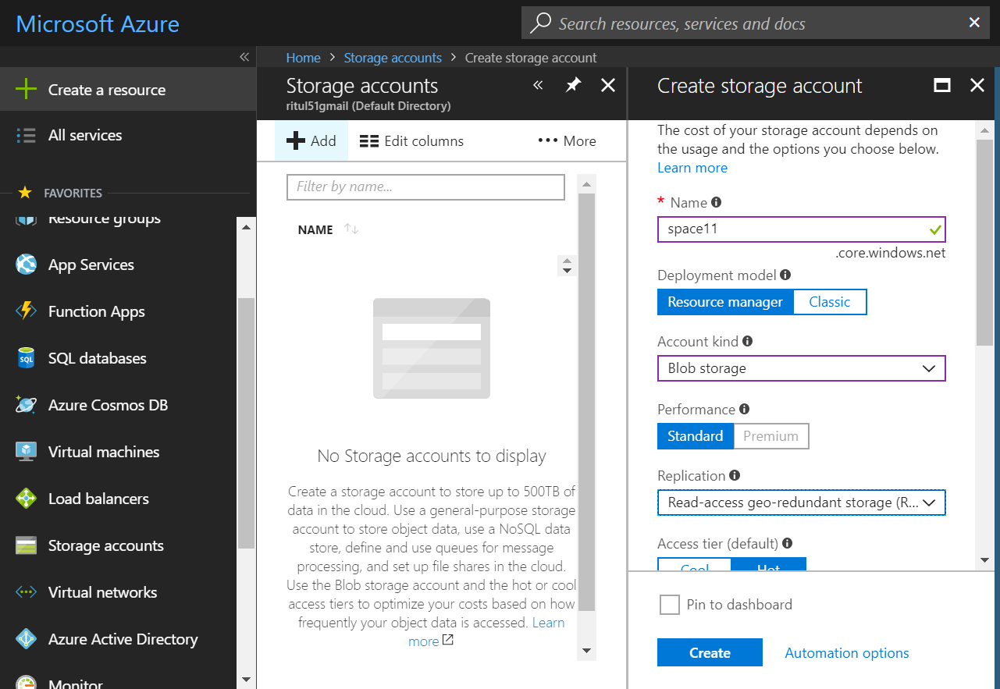 Microsoft Azure
Search resources, services and docs
Home > Storage accounts > Create storage account
Create a resource
All services
FAVORITES
Resource groups
App Services
Function Apps
SQL databases
Azure Cosmos DB
Virtual machines
Load balancers
Storage accounts
Virtual networks
Azure Active Directory
Monitor
Storage accounts
ritul51gmail (Default Directory)
Add
Edit columns
More
Filter by name...
NAME
No Storage accounts to display
Create a storage account to store up to 500TB of
data in the cloud. Use a general-purpose storage
account to store object data, use a NoSQL data
store, define and use queues for message
processing, and set up file shares in the cloud.
Use the Blob storage account and the hot or cool
access tiers to optimize your costs based on how
frequently your object data is accessed. Learn
more
Create storage account
The cost of your storage account depends on
the usage and the options you choose below.
Learn more
* Name
space11
.core.windows.net
Deployment model
Resource manager Classic
Account kind
Blob storage
Performance
Standard Premium
Replication
Read-access geo-redundant storage (R...
Access tier (default)
Cool Hot
Pin to dashboard
Create Automation options